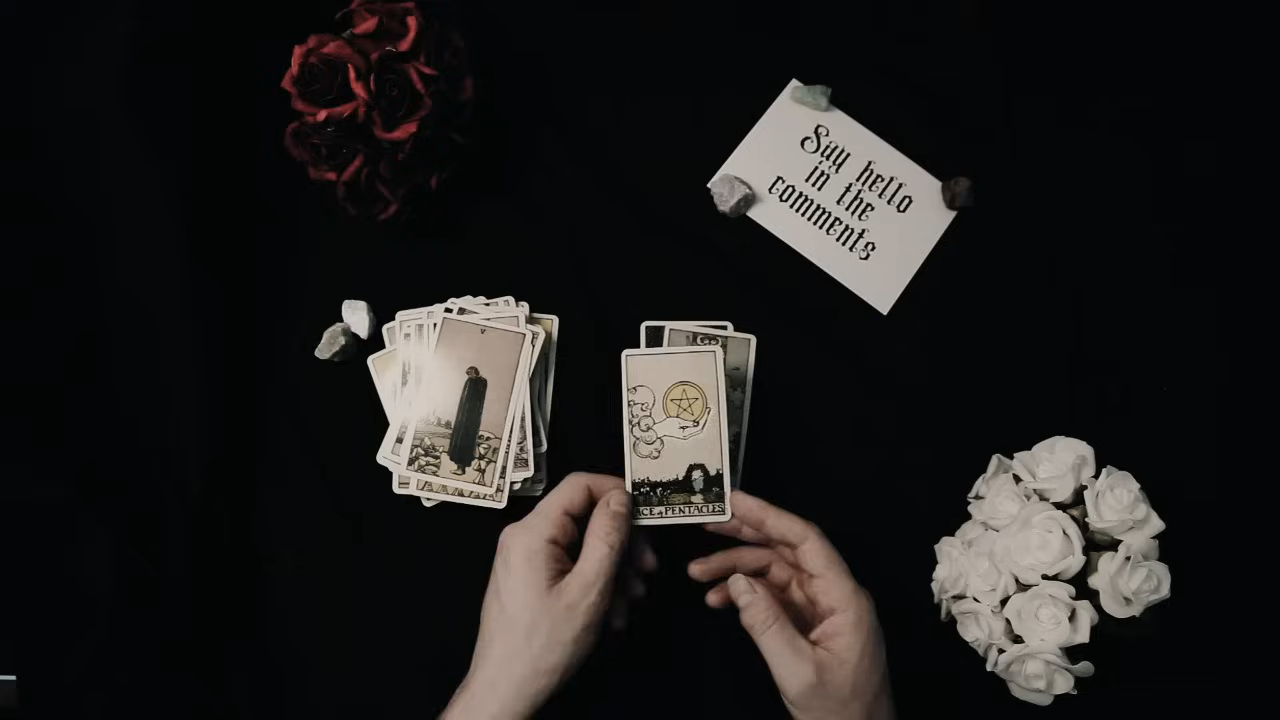 Say hello
in the
comments
V
ACE of PENTACLES